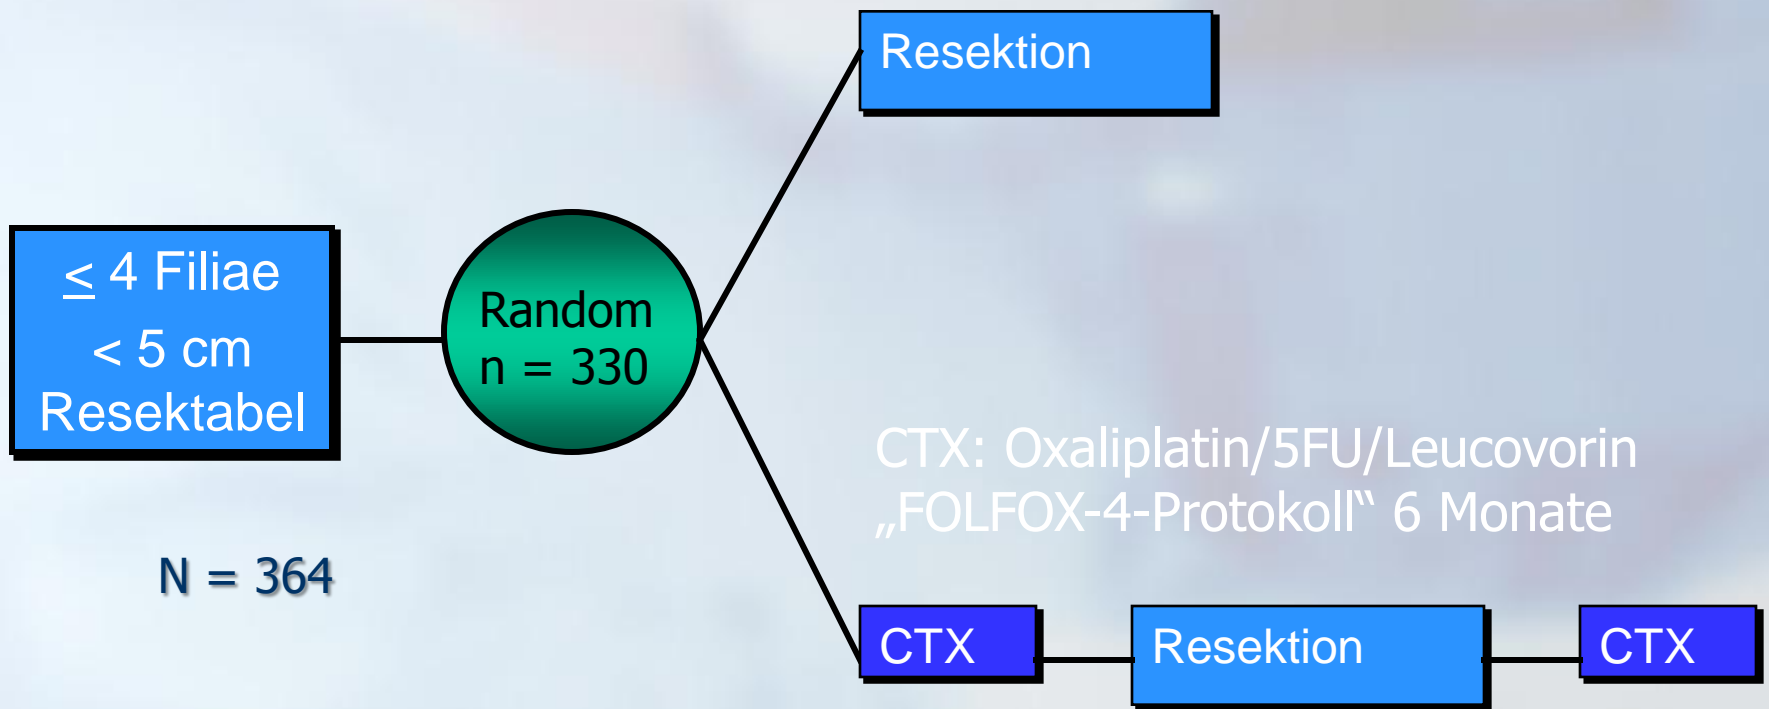 Resektion
≤ 4 Filiae
< 5 cm
Resektabel
Random
n = 330
CTX: Oxaliplatin/5FU/Leucovorin
„FOLFOX-4-Protokoll“ 6 Monate
N = 364
CTX
Resektion
CTX